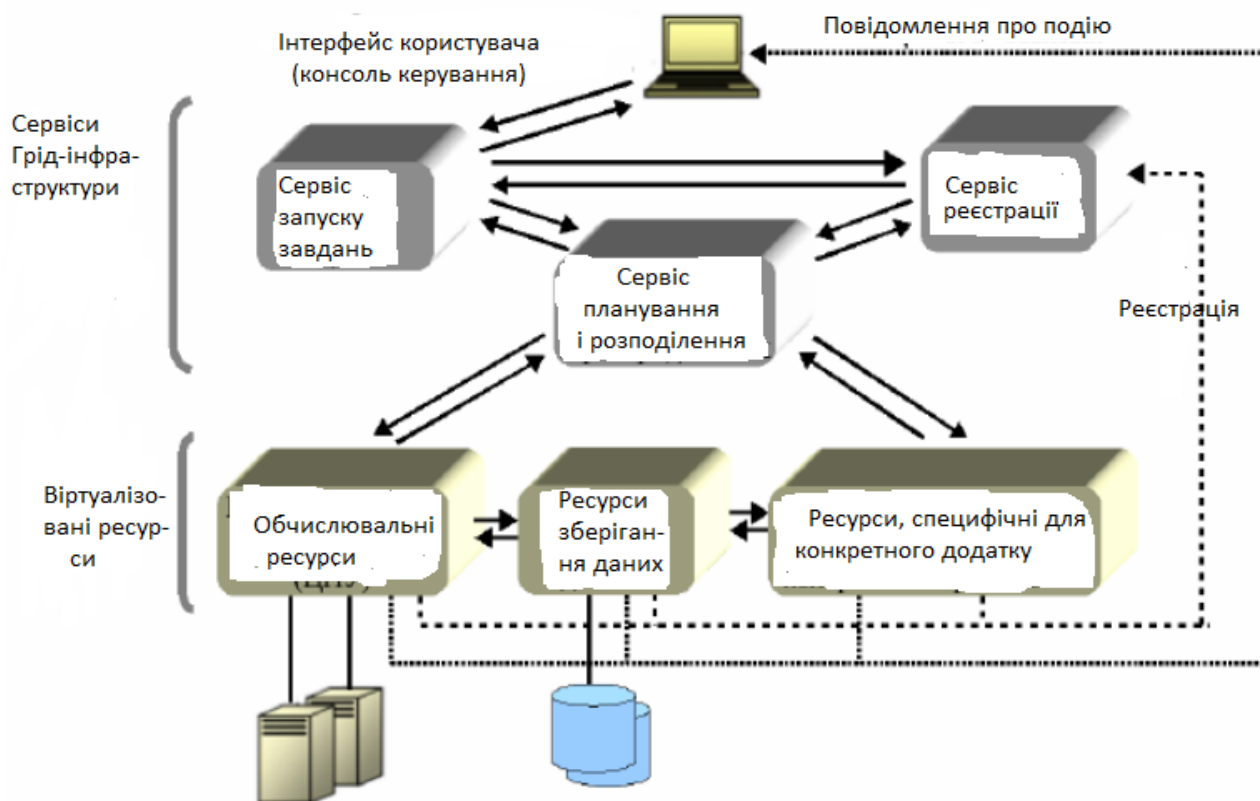 Повідомлення про подію
Інтерфейс користувача
(консоль керування)
Сервіси
Грід-інфра-
структури
Сервіс
запуску
завдань
Сервіс
реєстрації
Сервіс
планування
і розподілення
Реєстрація
Віртуалізо-
вані ресур-
си
Обчислювальні
ресурси
Ресурси
зберіган-
ня даних
Ресурси, специфічні для
конкретного додатку